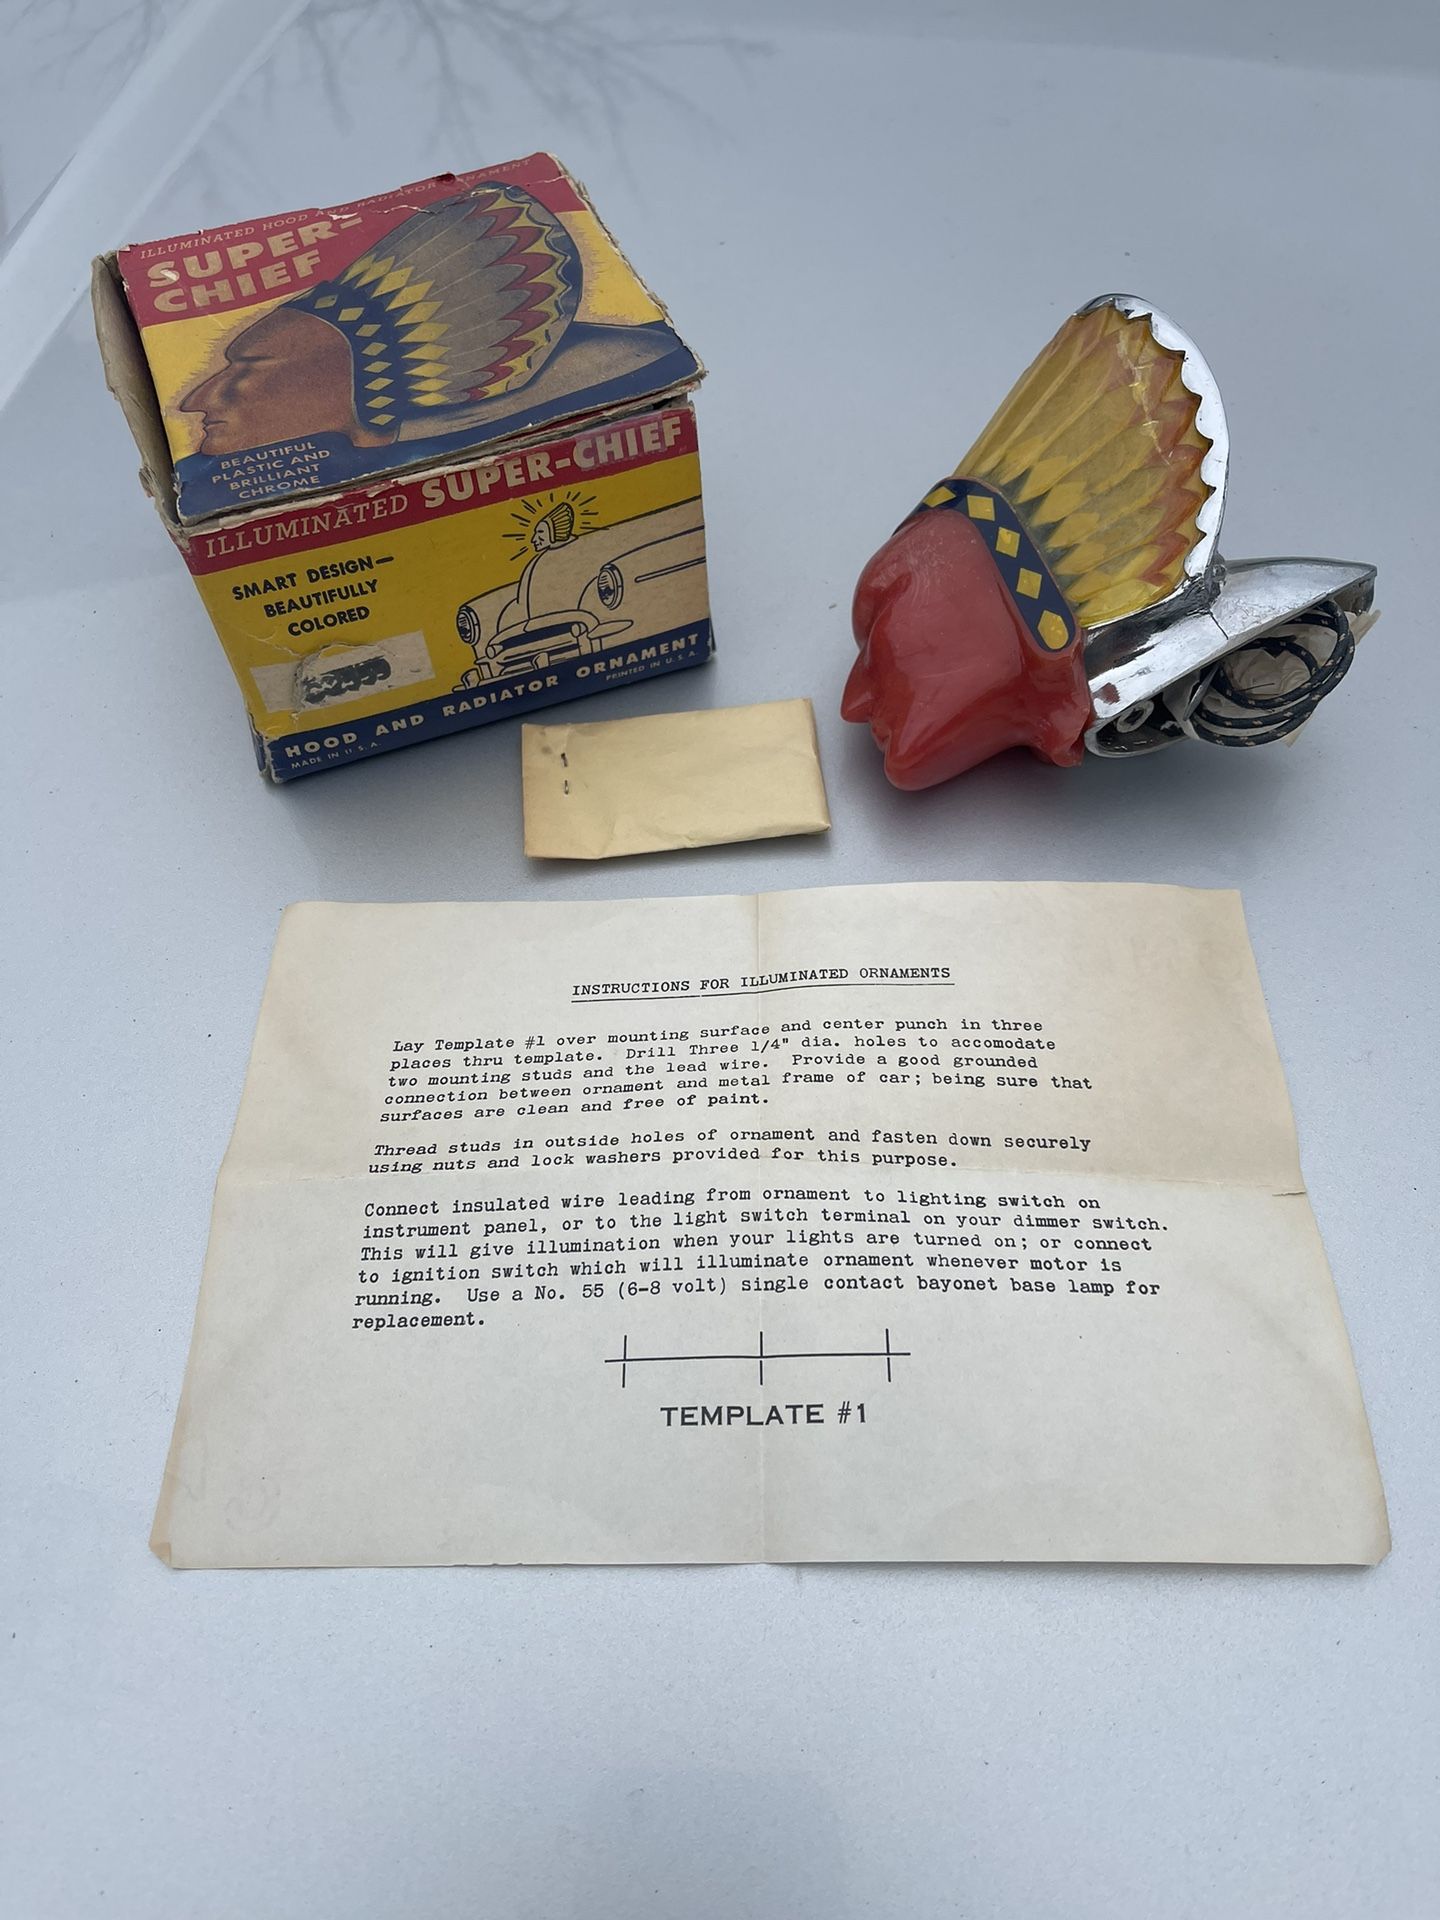 ILLUMINATED HOOD AND RADIATOR ORNAMENT
SUPER-
CHIEF
BEAUTIFUL
PLASTIC AND
BRILLIANT
CHROME
ILLUMINATED SUPER-CHIEF
SMART DESIGN—
BEAUTIFULLY
COLORED
HOOD AND RADIATOR ORNAMENT
MADE IN U.S.A.
PRINTED IN U.S.A.
INSTRUCTIONS FOR ILLUMINATED ORNAMENTS
Lay Template #1 over mounting surface and center punch in three
places thru template. Drill Three 1/4" dia. holes to accomodate
two mounting studs and the lead wire. Provide a good grounded
connection between ornament and metal frame of car; being sure that
surfaces are clean and free of paint.
Thread studs in outside holes of ornament and fasten down securely
using nuts and lock washers provided for this purpose.
Connect insulated wire leading from ornament to lighting switch on
instrument panel, or to the light switch terminal on your dimmer switch.
This will give illumination when your lights are turned on; or connect
to ignition switch which will illuminate ornament whenever motor is
running. Use a No. 55 (6-8 volt) single contact bayonet base lamp for
replacement.
TEMPLATE #1